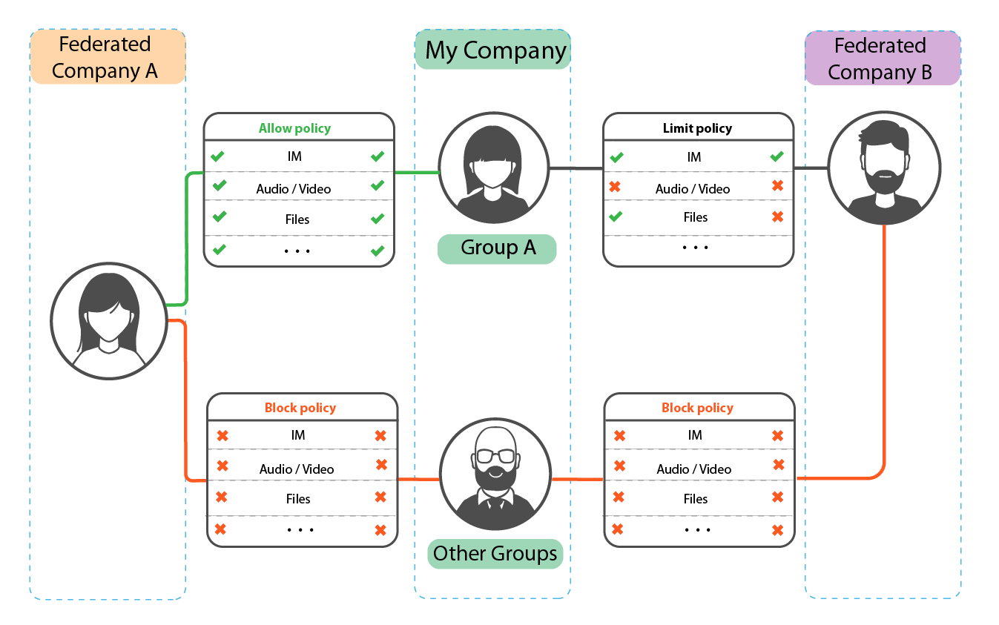 Federated
Company A
My Company
Federated
Company B
Allow policy
IM
Audio / Video
Files
. . .
Limit policy
IM
Audio / Video
Files
. . .
Group A
Block policy
IM
Audio / Video
Files
. . .
Block policy
IM
Audio / Video
Files
. . .
Other Groups